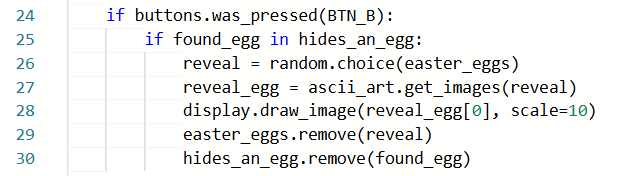 24 if buttons.was_pressed(BTN_B):
25 if found_egg in hides_an_egg:
26 reveal = random.choice(easter_eggs)
27 reveal_egg = ascii_art.get_images(reveal)
28 display.draw_image(reveal_egg[0], scale=10)
29 easter_eggs.remove(reveal)
30 hides_an_egg.remove(found_egg)